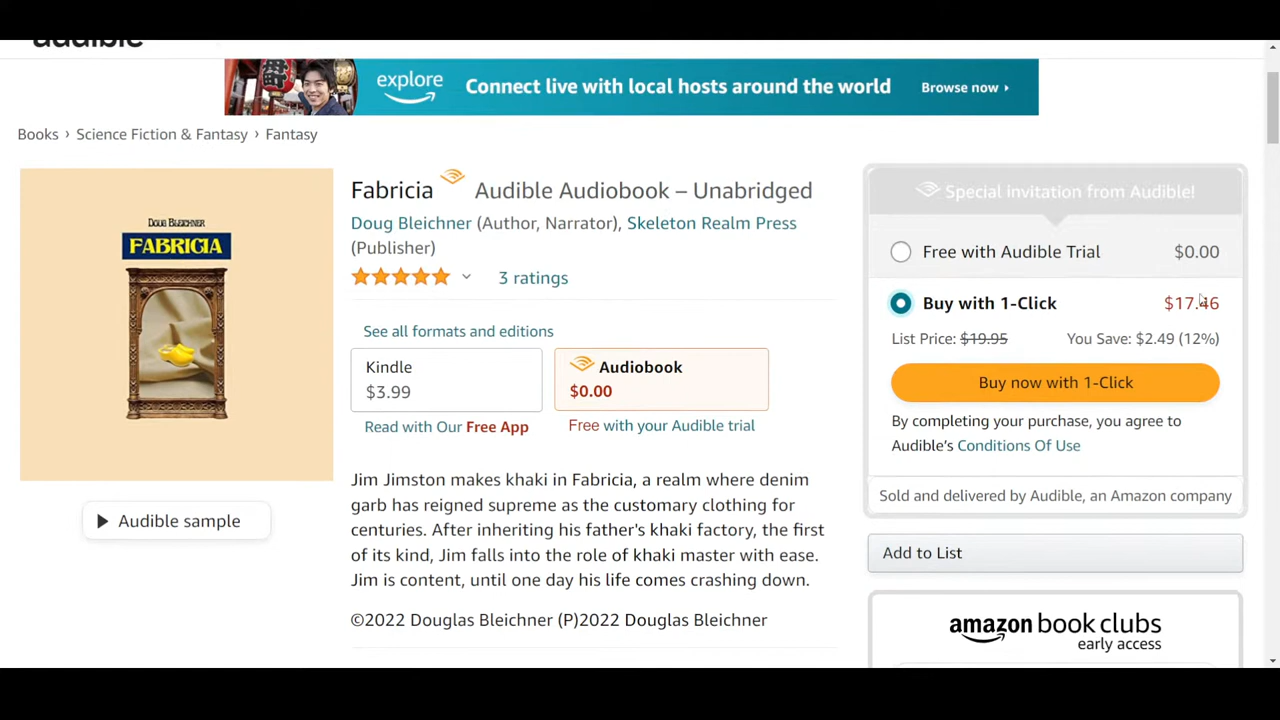 audible
explore
Connect live with local hosts around the world
Browse now ›
Books › Science Fiction & Fantasy › Fantasy
DOUG BLEICHNER
FABRICIA
Audible sample
Fabricia Audible Audiobook – Unabridged
Doug Bleichner (Author, Narrator), Skeleton Realm Press
(Publisher)
3 ratings
See all formats and editions
Kindle
$3.99
Read with Our Free App
Audiobook
$0.00
Free with your Audible trial
Jim Jimston makes khaki in Fabricia, a realm where denim
garb has reigned supreme as the customary clothing for
centuries. After inheriting his father's khaki factory, the first
of its kind, Jim falls into the role of khaki master with ease.
Jim is content, until one day his life comes crashing down.
©2022 Douglas Bleichner (P)2022 Douglas Bleichner
Special invitation from Audible!
Free with Audible Trial $0.00
Buy with 1-Click $17.46
List Price: $19.95 You Save: $2.49 (12%)
Buy now with 1-Click
By completing your purchase, you agree to
Audible’s Conditions Of Use
Sold and delivered by Audible, an Amazon company
Add to List
amazon book clubs
early access